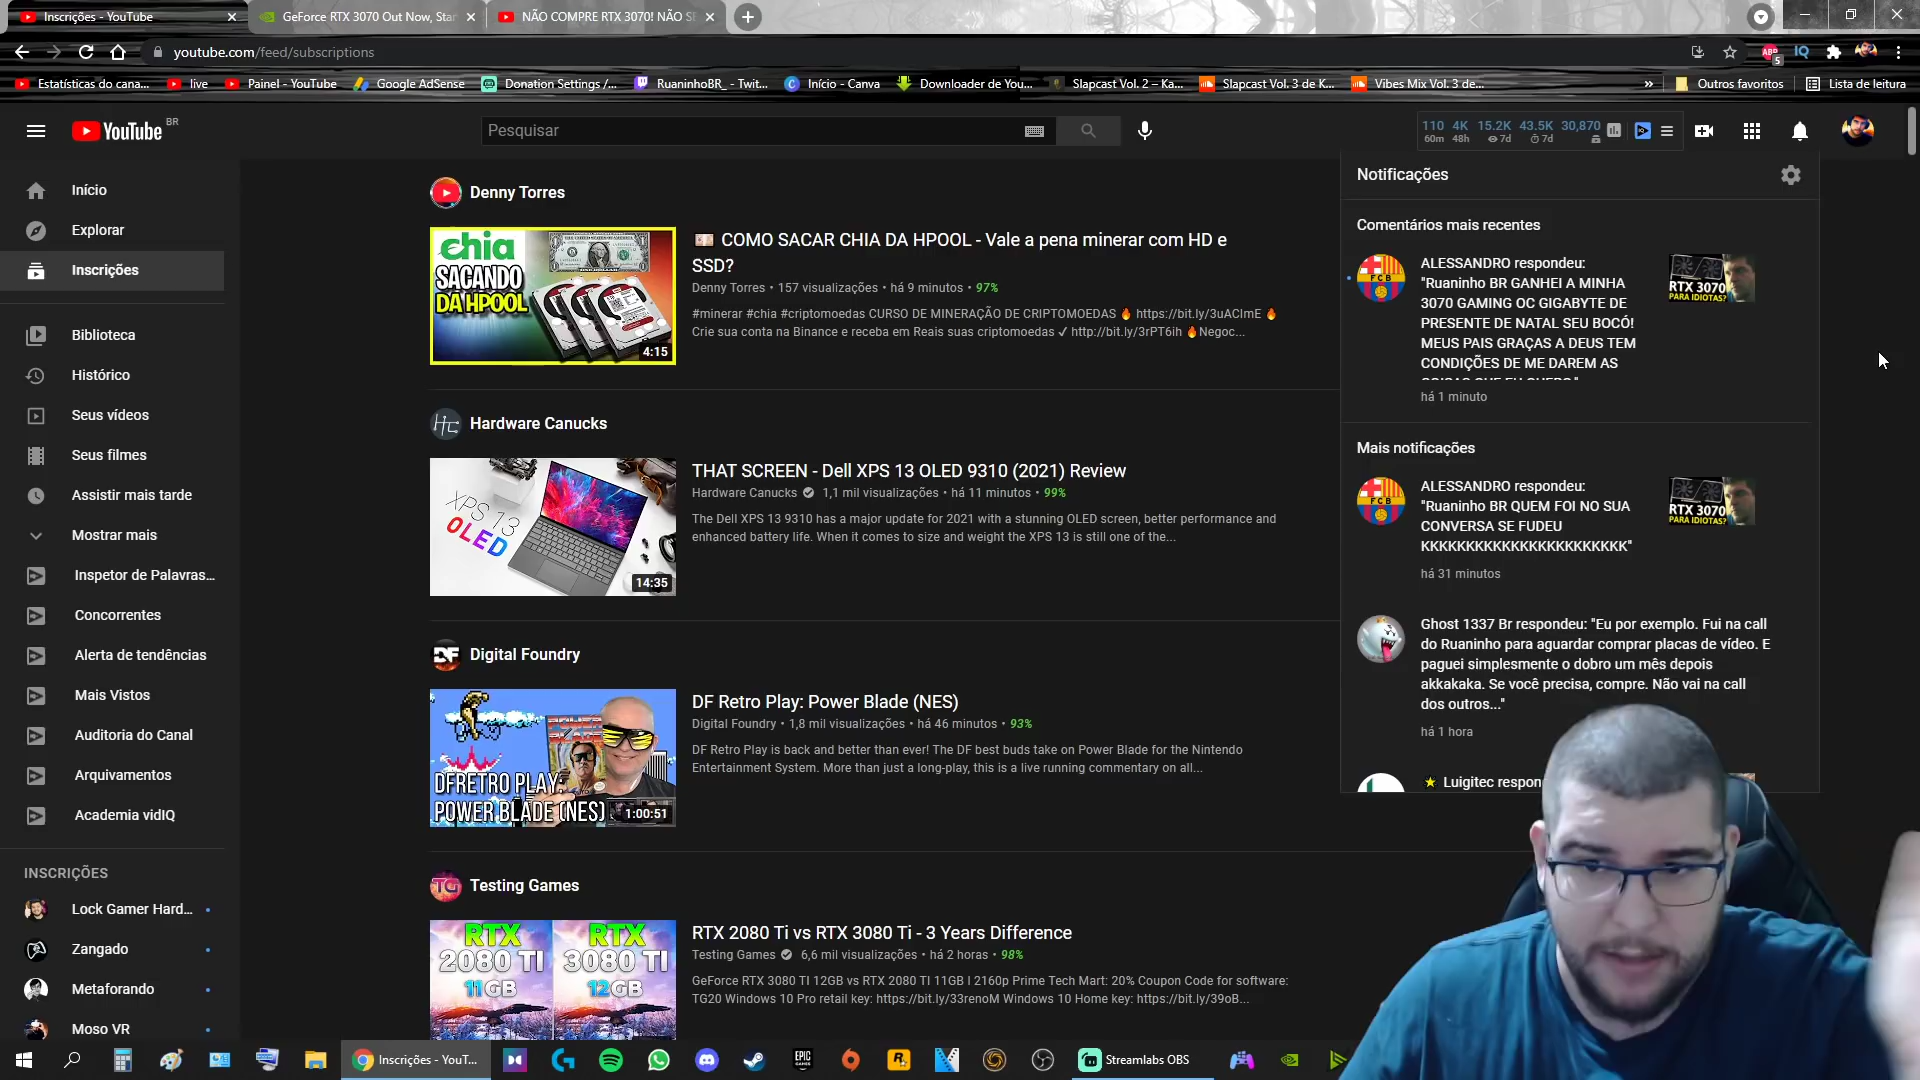 Inscrições - YouTube
GeForce RTX 3070 Out Now, Star
NÃO COMPRE RTX 3070! NÃO SE
youtube.com/feed/subscriptions
Estatísticas do cana...
live
Painel - YouTube
Google AdSense
Donation Settings /...
RuaninhoBR_ - Twit...
Início - Canva
Downloader de You...
Slapcast Vol. 2 – Ka...
Slapcast Vol. 3 de K...
Vibes Mix Vol. 3 de...
»
Outros favoritos
Lista de leitura
YouTube BR
Pesquisar
110 4K 15.2K 43.5K 30,870
60m 48h 7d 7d
Início
Explorar
Inscrições
Biblioteca
Histórico
Seus vídeos
Seus filmes
Assistir mais tarde
Mostrar mais
Inspetor de Palavras...
Concorrentes
Alerta de tendências
Mais Vistos
Auditoria do Canal
Arquivamentos
Academia vidIQ
INSCRIÇÕES
Lock Gamer Hard...
Zangado
Metaforando
Moso VR
Denny Torres
chia
SACANDO
DA HPOOL
4:15
COMO SACAR CHIA DA HPOOL - Vale a pena minerar com HD e
SSD?
Denny Torres • 157 visualizações • há 9 minutos • 97%
#minerar #chia #criptomoedas CURSO DE MINERAÇÃO DE CRIPTOMOEDAS 🔥 https://bit.ly/3uAClmE 🔥
Crie sua conta na Binance e receba em Reais suas criptomoedas ✓ http://bit.ly/3rPT6ih 🔥Negoc...
Hardware Canucks
XPS 13
OLED
14:35
THAT SCREEN - Dell XPS 13 OLED 9310 (2021) Review
Hardware Canucks 1,1 mil visualizações • há 11 minutos • 99%
The Dell XPS 13 9310 has a major update for 2021 with a stunning OLED screen, better performance and
enhanced battery life. When it comes to size and weight the XPS 13 is still one of the...
DF
Digital Foundry
DFRETRO PLAY:
POWER BLADE (NES)
1:00:51
DF Retro Play: Power Blade (NES)
Digital Foundry • 1,8 mil visualizações • há 46 minutos • 93%
DF Retro Play is back and better than ever! The DF best buds take on Power Blade for the Nintendo
Entertainment System. More than just a long-play, this is a live running commentary on all...
TG
Testing Games
RTX RTX
2080 TI 3080 TI
11GB 12GB
RTX 2080 Ti vs RTX 3080 Ti - 3 Years Difference
Testing Games 6,6 mil visualizações • há 2 horas • 98%
GeForce RTX 3080 TI 12GB vs RTX 2080 TI 11GB I 2160p Prime Tech Mart: 20% Coupon Code for software:
TG20 Windows 10 Pro retail key: https://bit.ly/33renoM Windows 10 Home key: https://bit.ly/39oB...
Notificações
Comentários mais recentes
FCB
ALESSANDRO respondeu:
"Ruaninho BR GANHEI A MINHA
3070 GAMING OC GIGABYTE DE
PRESENTE DE NATAL SEU BOCÓ!
MEUS PAIS GRAÇAS A DEUS TEM
CONDIÇÕES DE ME DAREM AS
COISAS QUE EU QUERO."
há 1 minuto
RTX 3070
PARA IDIOTAS?
Mais notificações
FCB
ALESSANDRO respondeu:
"Ruaninho BR QUEM FOI NO SUA
CONVERSA SE FUDEU
KKKKKKKKKKKKKKKKKKKKKKK"
há 31 minutos
RTX 3070
PARA IDIOTAS?
Ghost 1337 Br respondeu: "Eu por exemplo. Fui na call
do Ruaninho para aguardar comprar placas de vídeo. E
paguei simplesmente o dobro um mês depois
akkakaka. Se você precisa, compre. Não vai na call
dos outros..."
há 1 hora
⭐ Luigitec respon
Inscrições - YouT...
Streamlabs OBS